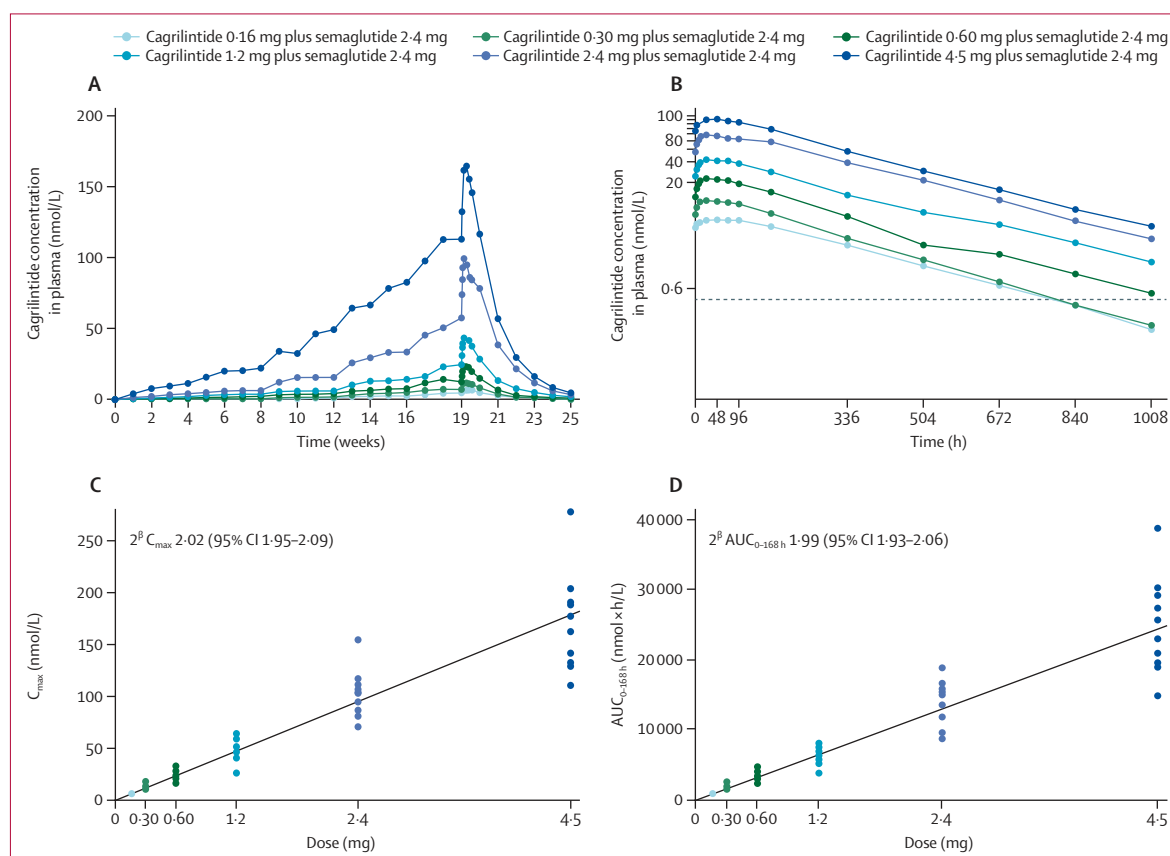 Cagrilintide 0·16 mg plus semaglutide 2·4 mg
Cagrilintide 0·30 mg plus semaglutide 2·4 mg
Cagrilintide 0·60 mg plus semaglutide 2·4 mg
Cagrilintide 1·2 mg plus semaglutide 2·4 mg
Cagrilintide 2·4 mg plus semaglutide 2·4 mg
Cagrilintide 4·5 mg plus semaglutide 2·4 mg
A
200
150
100
50
0
Cagrilintide concentration
in plasma (nmol/L)
0 2 4 6 8 10 12 14 16 19 21 23 25
Time (weeks)
B
100
80
40
20
0·6
Cagrilintide concentration
in plasma (nmol/L)
0 48 96 336 504 672 840 1008
Time (h)
C
2β Cmax 2·02 (95% CI 1·95–2·09)
250
200
150
100
50
0
Cmax (nmol/L)
0 0·30 0·60 1·2 2·4 4·5
Dose (mg)
D
2β AUC0–168 h 1·99 (95% CI 1·93–2·06)
40 000
30 000
20 000
10 000
0
AUC0–168 h (nmol × h/L)
0 0·30 0·60 1·2 2·4 4·5
Dose (mg)